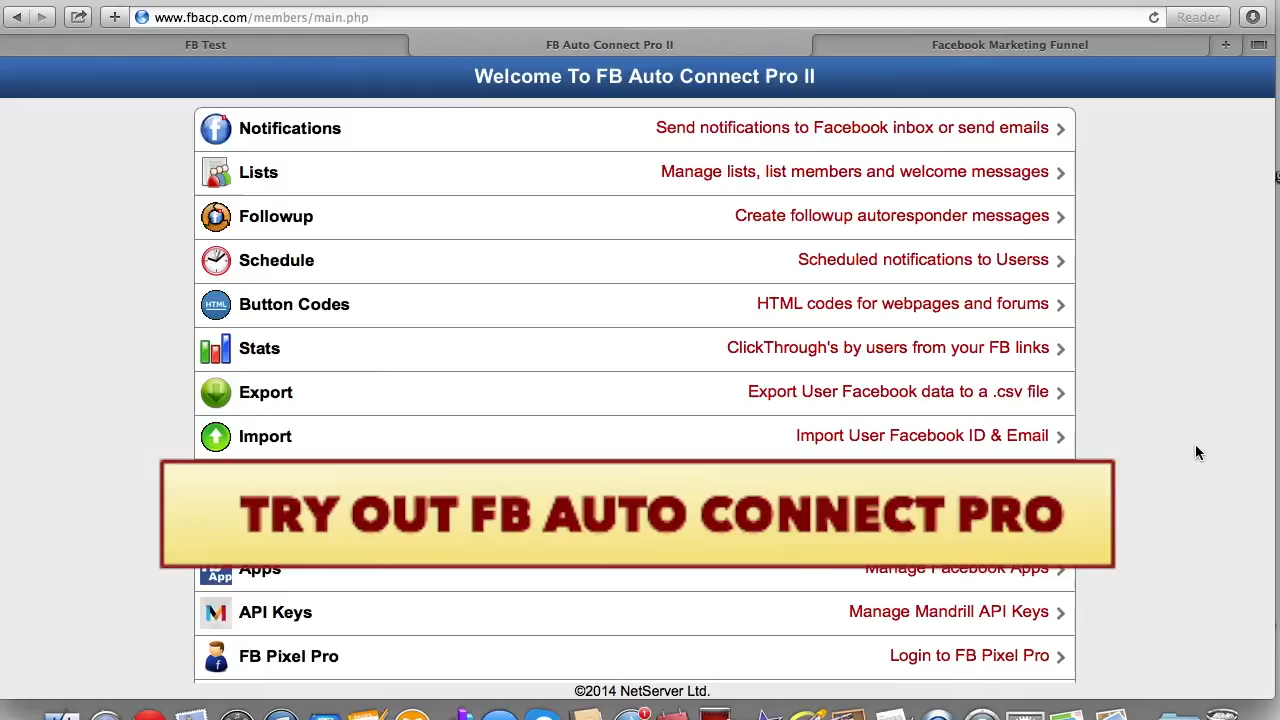 www.fbacp.com/members/main.php
Reader
FB Test
FB Auto Connect Pro II
Facebook Marketing Funnel
Welcome To FB Auto Connect Pro II
Notifications Send notifications to Facebook inbox or send emails
Lists Manage lists, list members and welcome messages
Followup Create followup autoresponder messages
Schedule Scheduled notifications to Userss
HTML Button Codes HTML codes for webpages and forums
Stats ClickThrough's by users from your FB links
Export Export User Facebook data to a .csv file
Import Import User Facebook ID & Email
TRY OUT FB AUTO CONNECT PRO
App Apps Manage Facebook Apps
API Keys Manage Mandrill API Keys
FB Pixel Pro Login to FB Pixel Pro
©2014 NetServer Ltd.